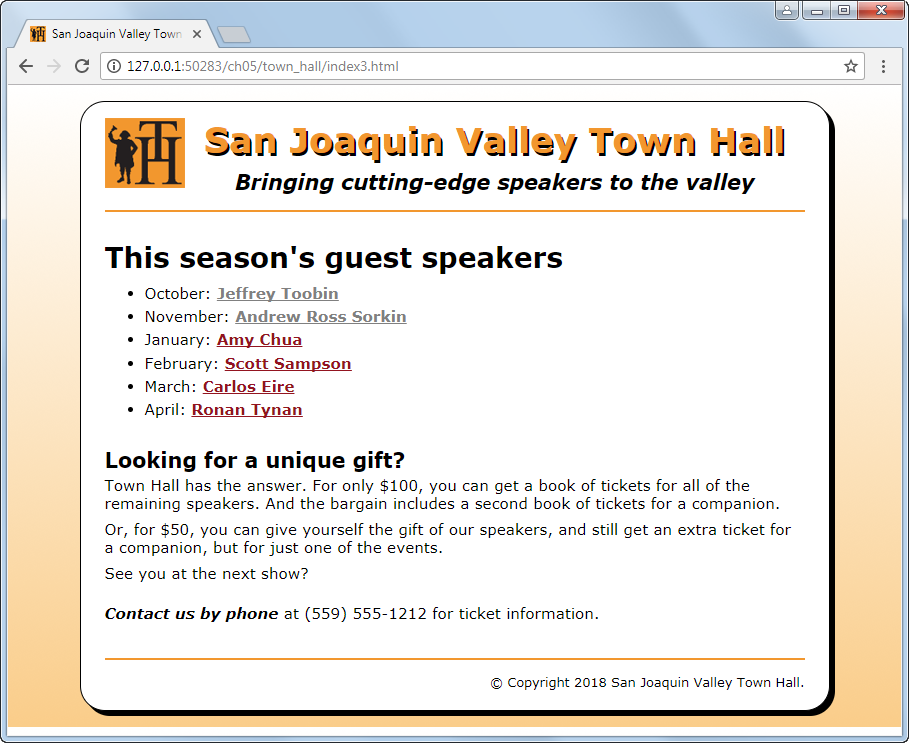 San Joaquin Valley Town
127.0.0.1:50283/ch05/town_hall/index3.html
TH
San Joaquin Valley Town Hall
Bringing cutting-edge speakers to the valley
This season's guest speakers
• October: Jeffrey Toobin
• November: Andrew Ross Sorkin
• January: Amy Chua
• February: Scott Sampson
• March: Carlos Eire
• April: Ronan Tynan
Looking for a unique gift?
Town Hall has the answer. For only $100, you can get a book of tickets for all of the
remaining speakers. And the bargain includes a second book of tickets for a companion.
Or, for $50, you can give yourself the gift of our speakers, and still get an extra ticket for
a companion, but for just one of the events.
See you at the next show?
Contact us by phone at (559) 555-1212 for ticket information.
© Copyright 2018 San Joaquin Valley Town Hall.